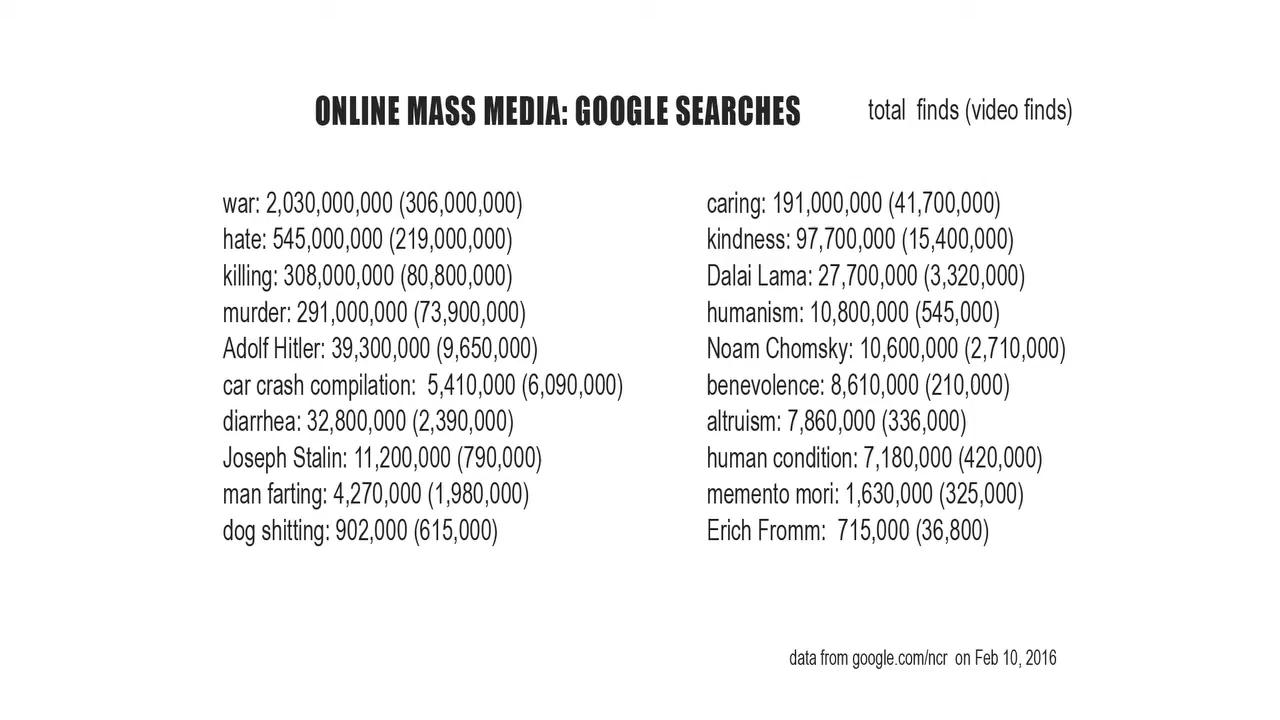 ONLINE MASS MEDIA: GOOGLE SEARCHES total finds (video finds)
war: 2,030,000,000 (306,000,000)
hate: 545,000,000 (219,000,000)
killing: 308,000,000 (80,800,000)
murder: 291,000,000 (73,900,000)
Adolf Hitler: 39,300,000 (9,650,000)
car crash compilation: 5,410,000 (6,090,000)
diarrhea: 32,800,000 (2,390,000)
Joseph Stalin: 11,200,000 (790,000)
man farting: 4,270,000 (1,980,000)
dog shitting: 902,000 (615,000)
caring: 191,000,000 (41,700,000)
kindness: 97,700,000 (15,400,000)
Dalai Lama: 27,700,000 (3,320,000)
humanism: 10,800,000 (545,000)
Noam Chomsky: 10,600,000 (2,710,000)
benevolence: 8,610,000 (210,000)
altruism: 7,860,000 (336,000)
human condition: 7,180,000 (420,000)
memento mori: 1,630,000 (325,000)
Erich Fromm: 715,000 (36,800)
data from google.com/ncr on Feb 10, 2016